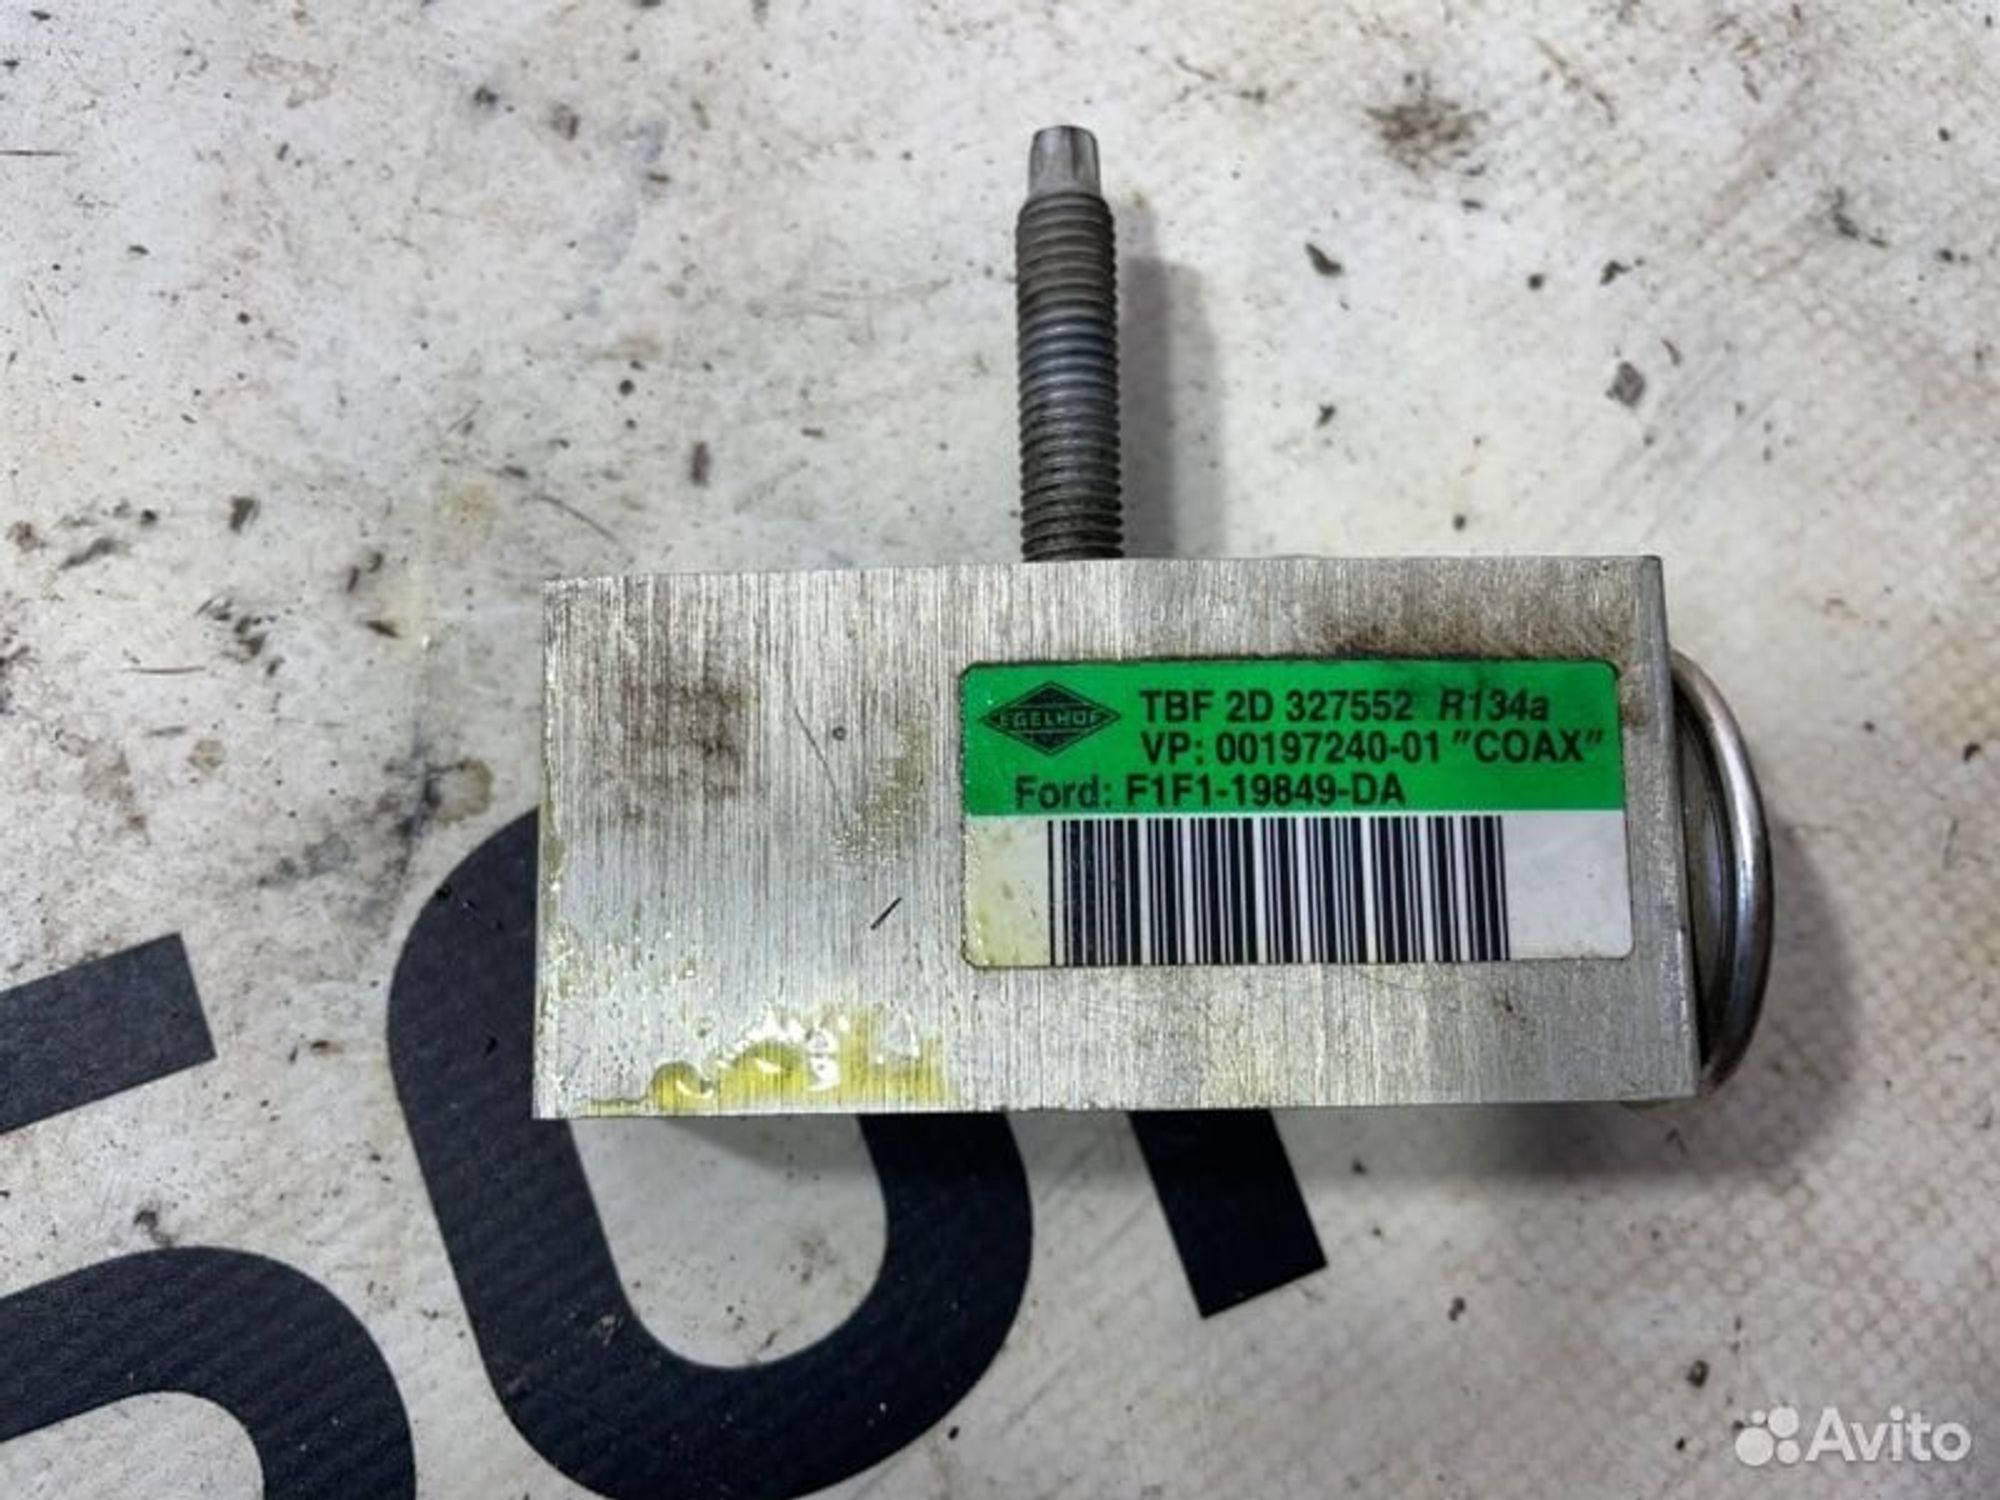 EGELHOF
TBF 2D 327552 R134a
VP: 00197240-01 "COAX"
Ford: F1F1-19849-DA
Avito